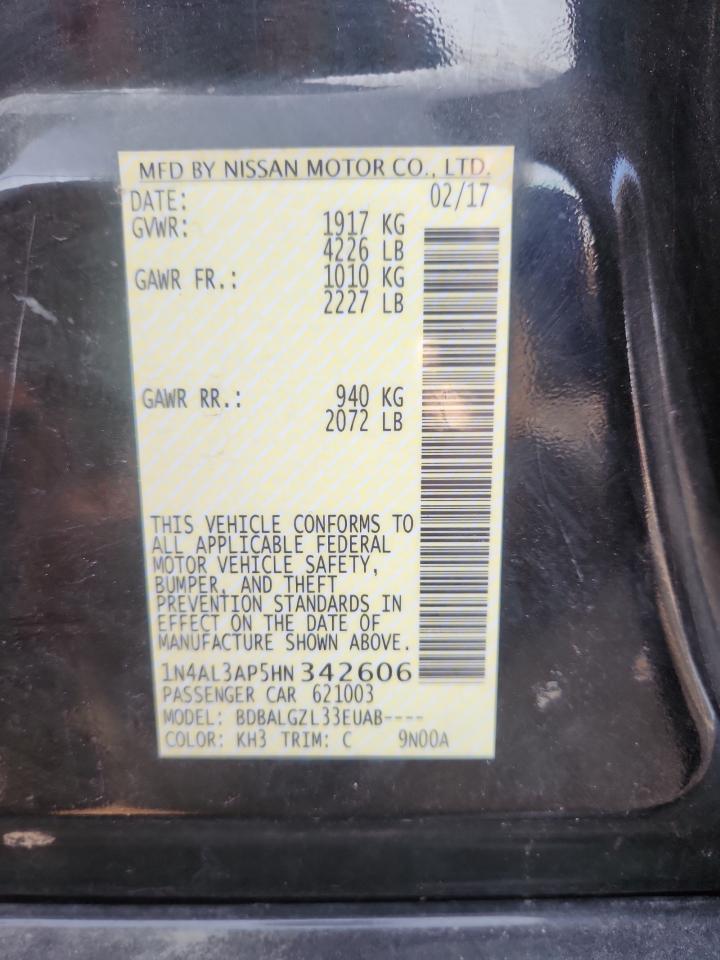 MFD BY NISSAN MOTOR CO., LTD.
DATE: 02/17
GVWR: 1917 KG
4226 LB
GAWR FR.: 1010 KG
2227 LB
GAWR RR.: 940 KG
2072 LB
THIS VEHICLE CONFORMS TO
ALL APPLICABLE FEDERAL
MOTOR VEHICLE SAFETY,
BUMPER, AND THEFT
PREVENTION STANDARDS IN
EFFECT ON THE DATE OF
MANUFACTURE SHOWN ABOVE.
1N4AL3AP5HN342606
PASSENGER CAR 621003
MODEL: BDBALGZL33EUAB----
COLOR: KH3 TRIM: C 9N00A